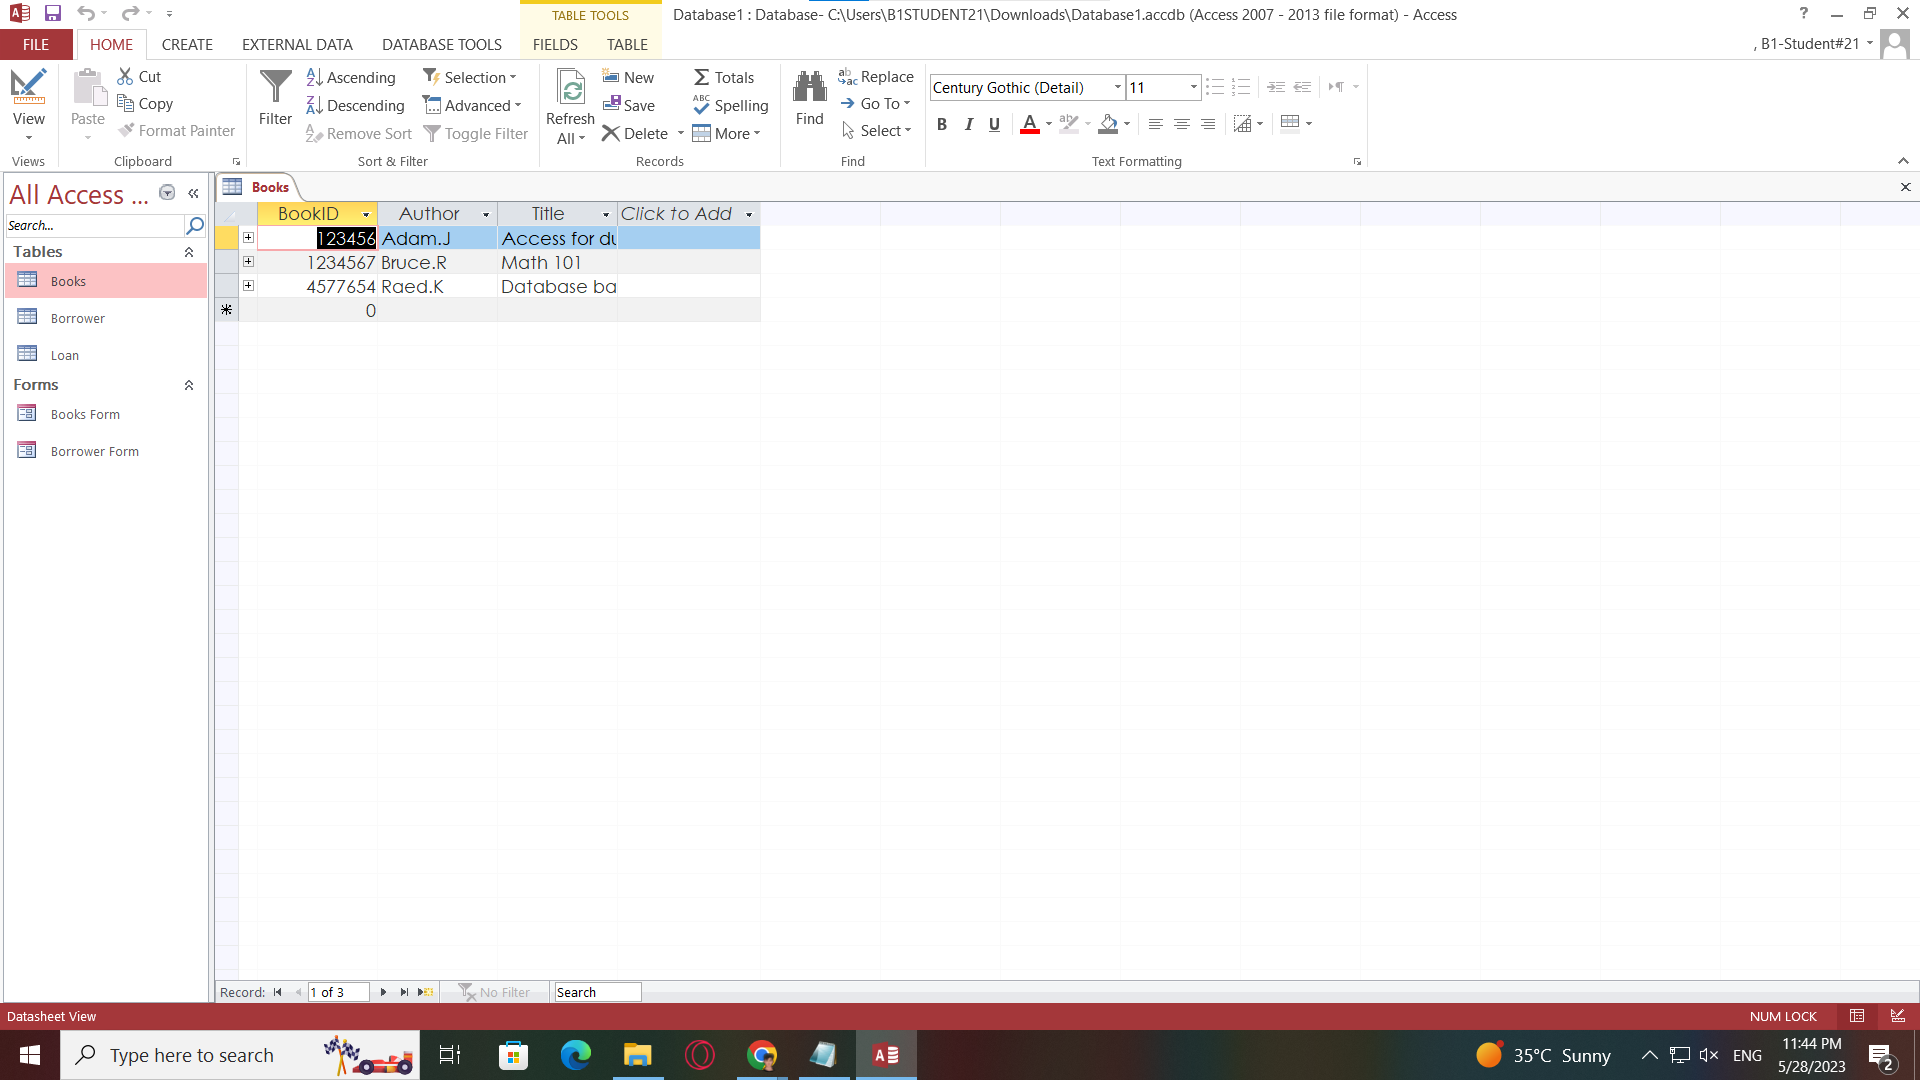 TABLE TOOLS
Database1 : Database- C:\Users\B1STUDENT21\Downloads\Database1.accdb (Access 2007 - 2013 file format) - Access
?
FILE HOME CREATE EXTERNAL DATA DATABASE TOOLS FIELDS TABLE
, B1-Student#21
View
Views
Paste
Cut
Copy
Format Painter
Clipboard
Filter
Ascending
Descending
Remove Sort
Selection
Advanced
Toggle Filter
Sort & Filter
Refresh
All
New
Save
Delete
Totals
Spelling
More
Records
Find
Replace
Go To
Select
Find
Century Gothic (Detail) 11
B I U A
Text Formatting
All Access ...
Search...
Tables
Books
Borrower
Loan
Forms
Books Form
Borrower Form
Books
BookID Author Title Click to Add
123456 Adam.J Access for du
1234567 Bruce.R Math 101
4577654 Raed.K Database ba
0
Record: 1 of 3 No Filter Search
Datasheet View
NUM LOCK
Type here to search
35°C Sunny
ENG
11:44 PM
5/28/2023
2